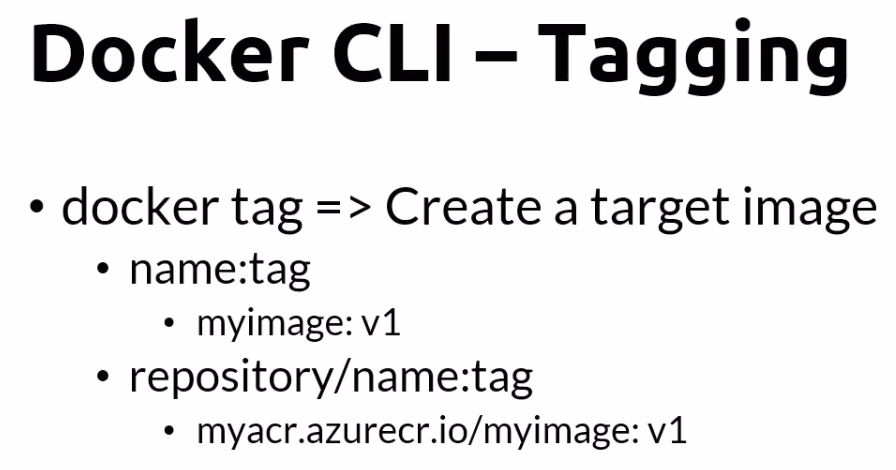 Docker CLI – Tagging
• docker tag => Create a target image
• name:tag
• myimage: v1
• repository/name:tag
• myacr.azurecr.io/myimage: v1